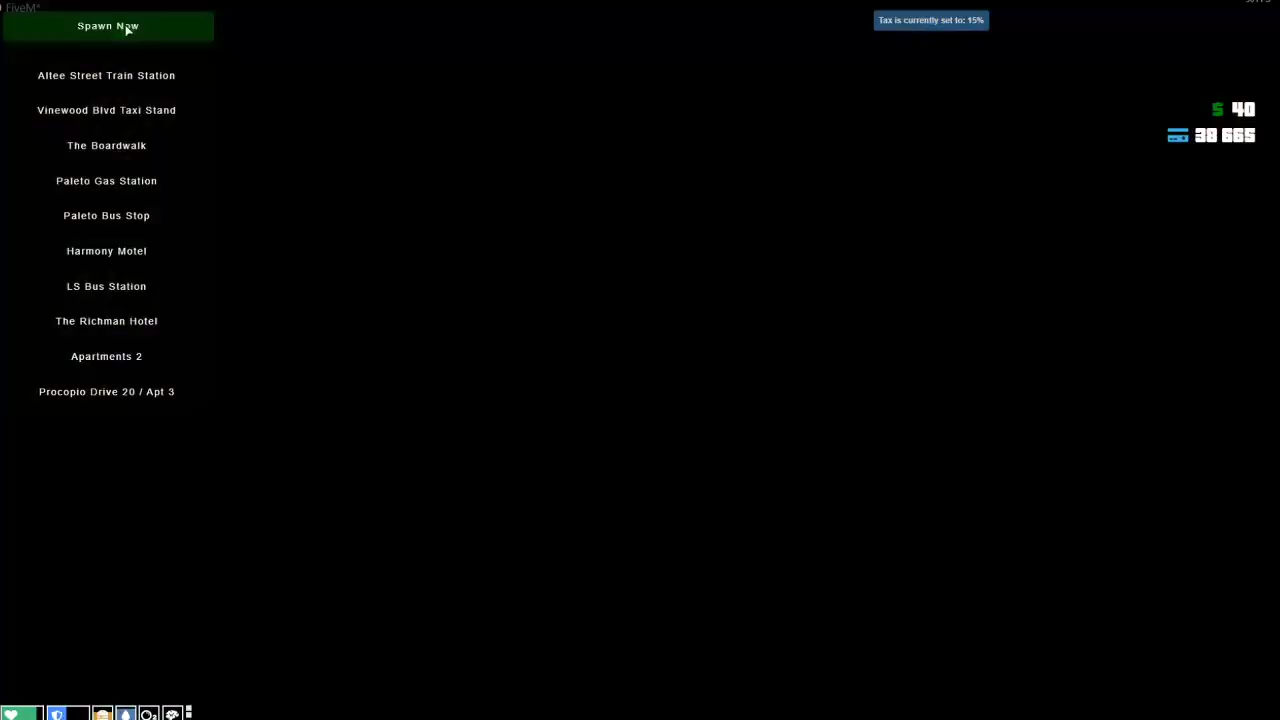 FiveM*
Spawn Now
Tax is currently set to: 15%
Altee Street Train Station
Vinewood Blvd Taxi Stand
The Boardwalk
Paleto Gas Station
Paleto Bus Stop
Harmony Motel
LS Bus Station
The Richman Hotel
Apartments 2
Procopio Drive 20 / Apt 3
$ 40
38 665
O2